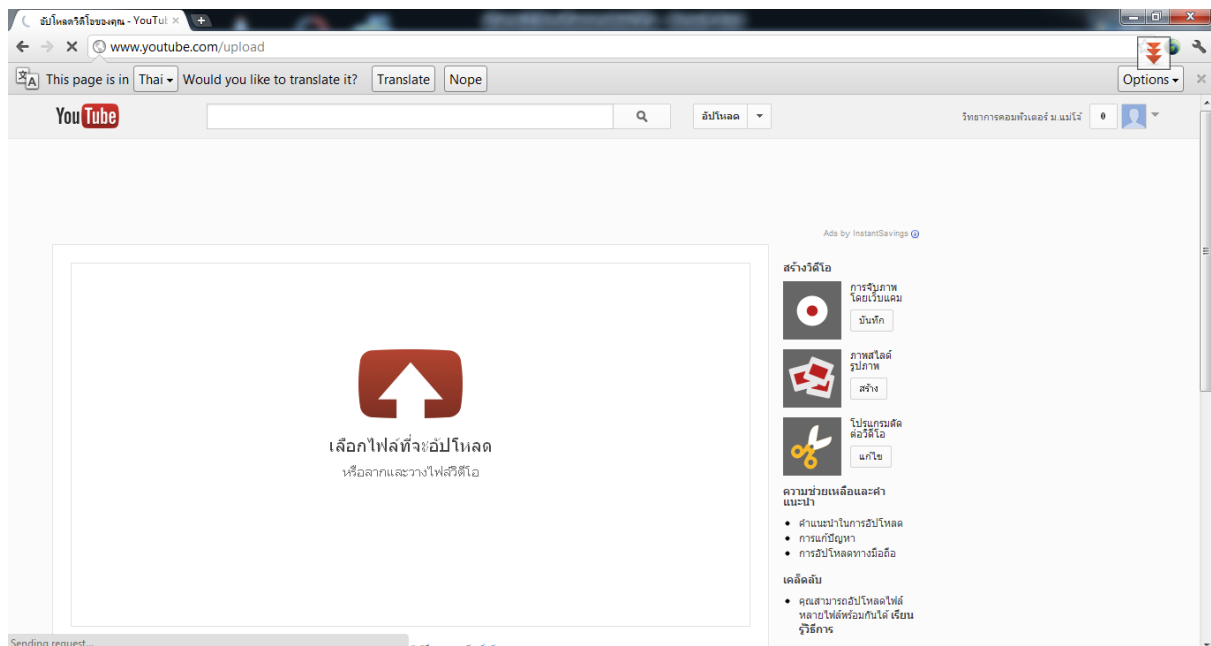 อัปโหลดวิดีโอของคุณ - YouTul
www.youtube.com/upload
This page is in Thai Would you like to translate it? Translate Nope Options
YouTube อัปโหลด วิทยาการคอมพิวเตอร์ ม.แม่โจ้ 0
Ads by InstantSavings
สร้างวิดีโอ
การจับภาพ
โดยเว็บแคม
บันทึก
ภาพสไลด์
รูปภาพ
สร้าง
โปรแกรมตัด
ต่อวิดีโอ
แก้ไข
เลือกไฟล์ที่จะอัปโหลด
หรือลากและวางไฟล์วิดีโอ
ความช่วยเหลือและคำ
แนะนำ
คำแนะนำในการอัปโหลด
การแก้ปัญหา
การอัปโหลดทางมือถือ
เคล็ดลับ
คุณสามารถอัปโหลดไฟล์
หลายไฟล์พร้อมกันได้ เรียน
รู้วิธีการ
Sending request...